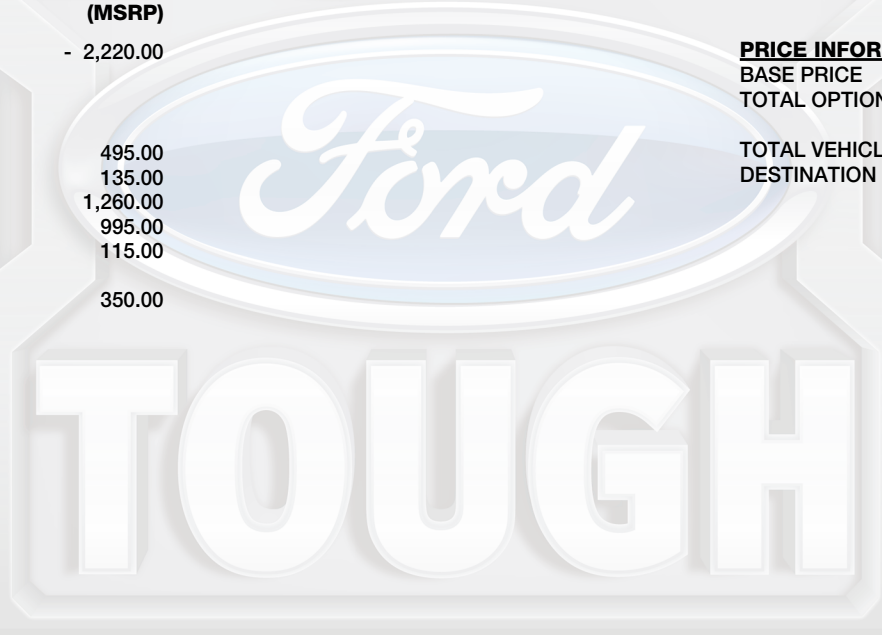 (MSRP)
- 2,220.00
495.00
135.00
1,260.00
995.00
115.00
350.00
PRICE INFOR
BASE PRICE
TOTAL OPTION
TOTAL VEHICL
DESTINATION
Ford
TOUGH